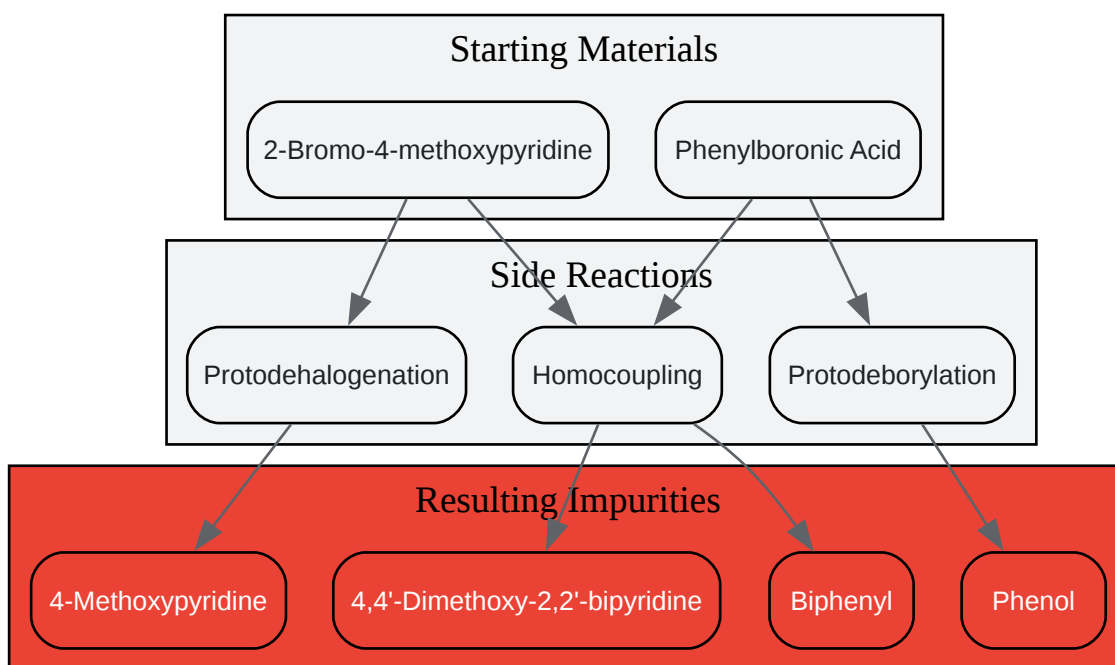 Starting Materials
2-Bromo-4-methoxypyridine
Phenylboronic Acid
Side Reactions
Protodehalogenation
Homocoupling
Protodeborylation
Resulting Impurities
4-Methoxypyridine
4,4'-Dimethoxy-2,2'-bipyridine
Biphenyl
Phenol